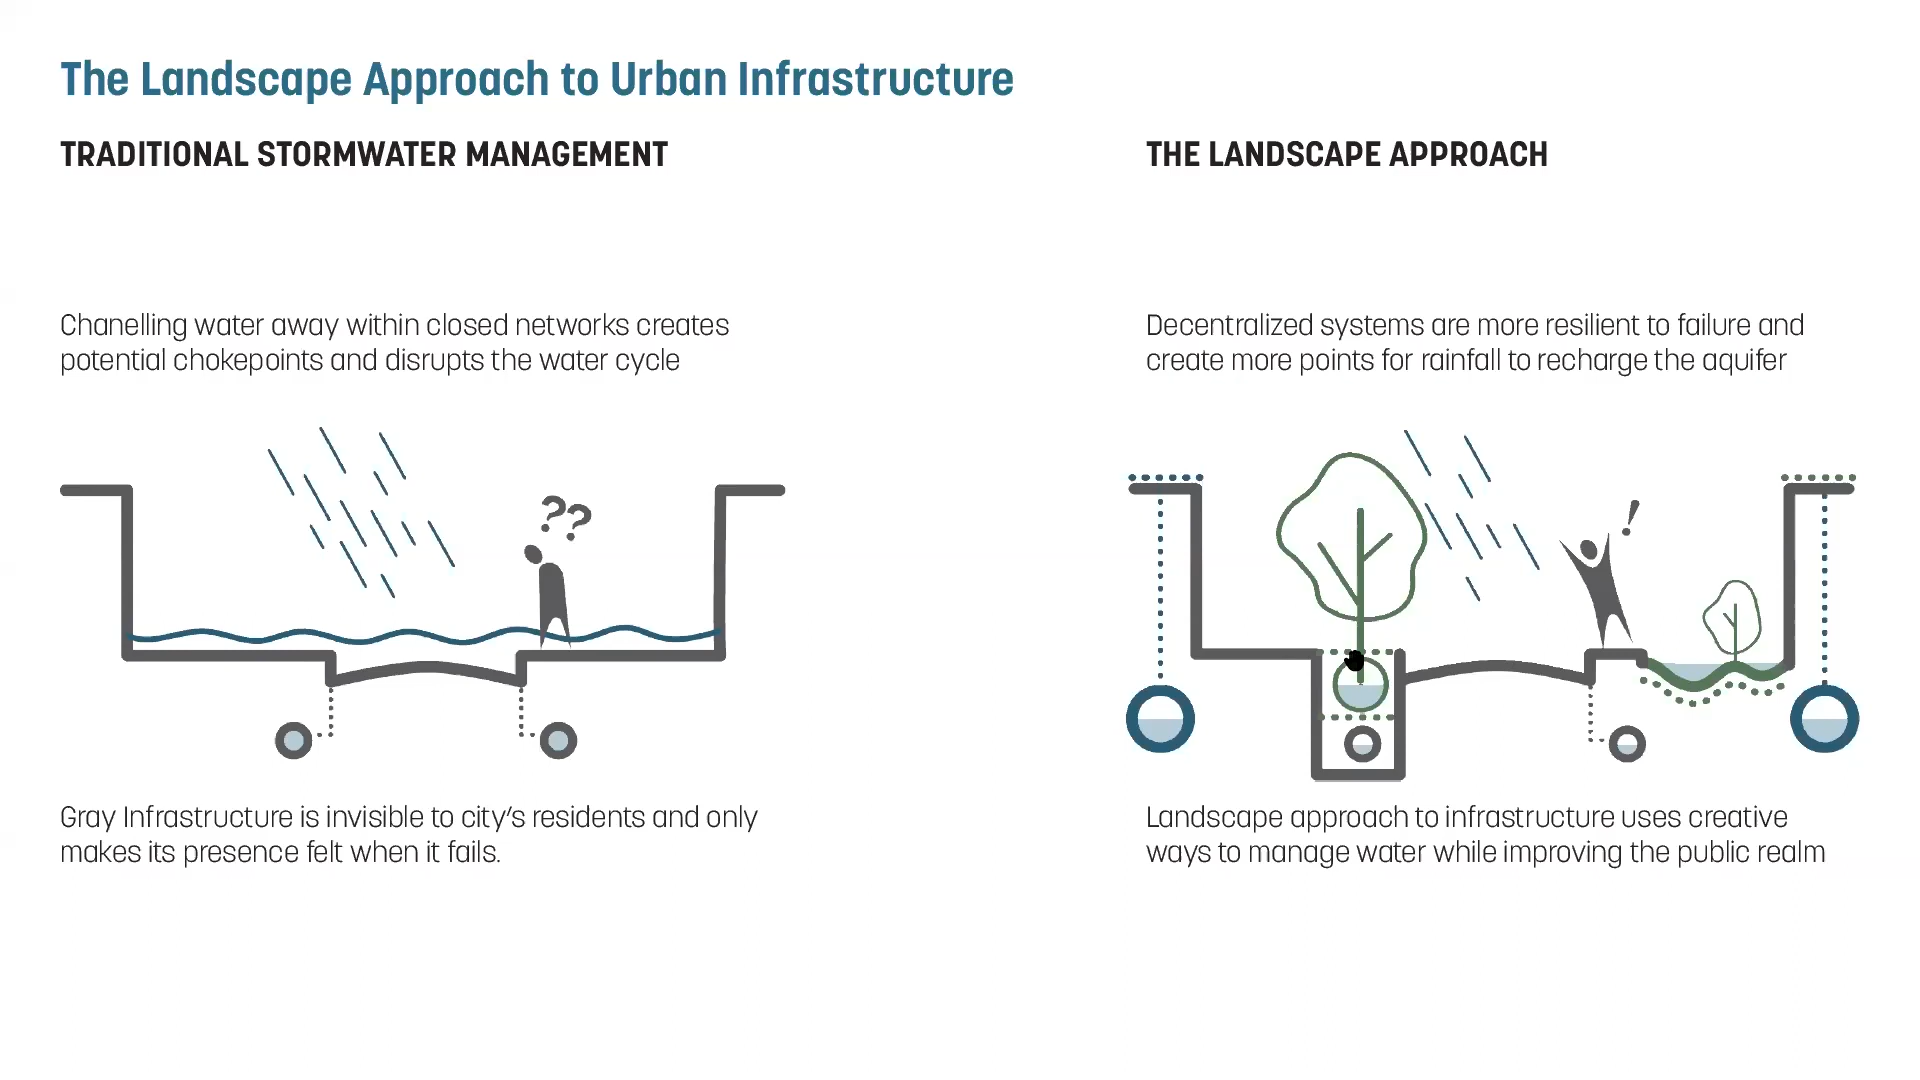 The Landscape Approach to Urban Infrastructure
TRADITIONAL STORMWATER MANAGEMENT
Chanelling water away within closed networks creates
potential chokepoints and disrupts the water cycle
??
Gray Infrastructure is invisible to city's residents and only
makes its presence felt when it fails.
THE LANDSCAPE APPROACH
Decentralized systems are more resilient to failure and
create more points for rainfall to recharge the aquifer
!
Landscape approach to infrastructure uses creative
ways to manage water while improving the public realm